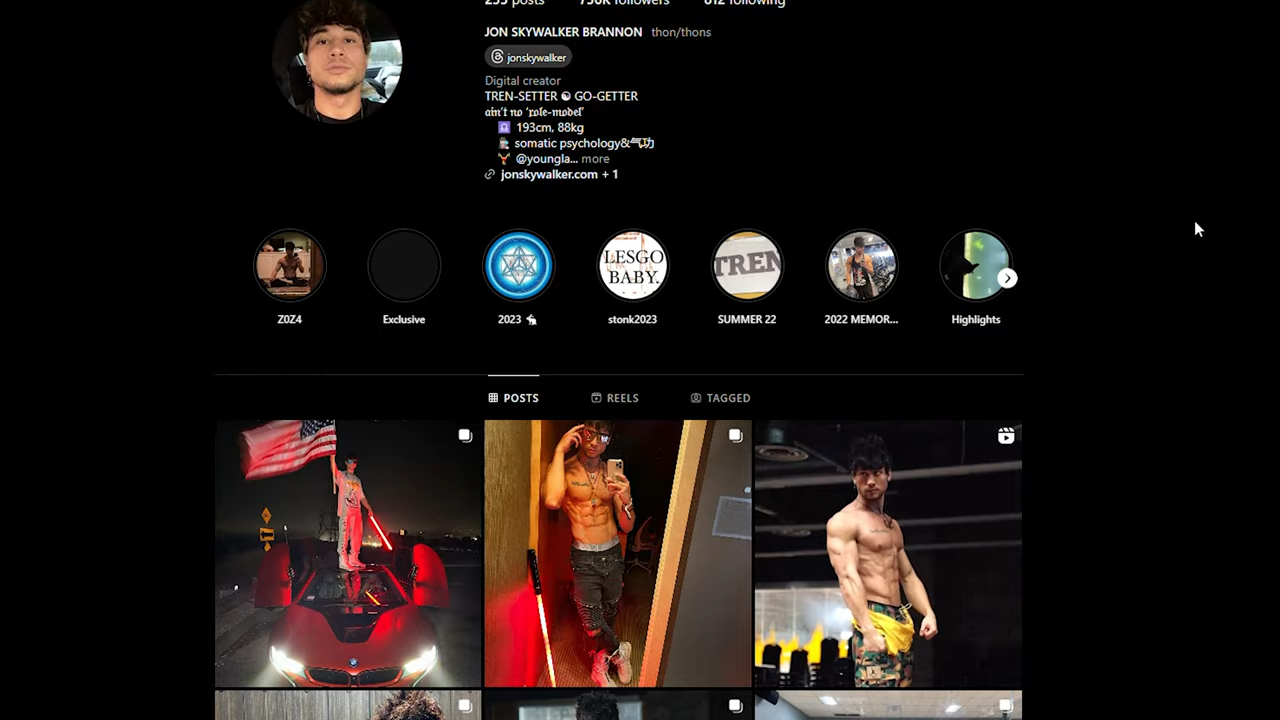 JON SKYWALKER BRANNON thon/thons
jonskywalker
Digital creator
TREN-SETTER ☯ GO-GETTER
𝔞𝔦𝔫'𝔱 𝔫𝔬 '𝔯𝔬𝔩𝔢-𝔪𝔬𝔡𝔢𝔩'
193cm, 88kg
somatic psychology&气功
@youngla... more
jonskywalker.com + 1
LESGO
BABY.
TREN
Z0Z4
Exclusive
2023 🐇
stonk2023
SUMMER 22
2022 MEMOR...
Highlights
POSTS
REELS
TAGGED